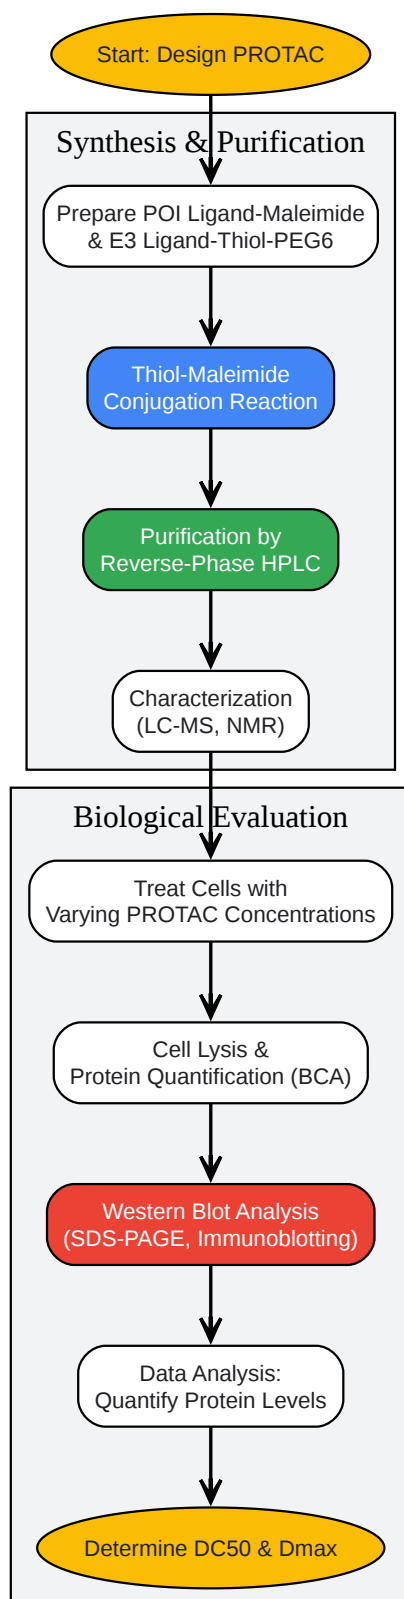 Start: Design PROTAC
Synthesis & Purification
Prepare POI Ligand-Maleimide
& E3 Ligand-Thiol-PEG6
Thiol-Maleimide
Conjugation Reaction
Purification by
Reverse-Phase HPLC
Characterization
(LC-MS, NMR)
Biological Evaluation
Treat Cells with
Varying PROTAC Concentrations
Cell Lysis &
Protein Quantification (BCA)
Western Blot Analysis
(SDS-PAGE, Immunoblotting)
Data Analysis:
Quantify Protein Levels
Determine DC50 & Dmax